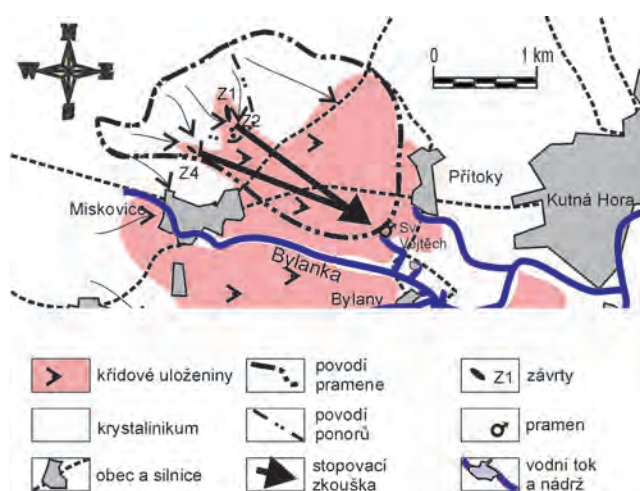 N
W E
S
0 1 km
Z1
Z2
Z4
Přítoky
Miskovice
Kutná Hora
Sv.
Vojtěch
Bylanka
Bylany
křídové uloženiny
povodí
pramene
Z1 závrty
krystalinikum
povodí
ponorů
pramen
obec a silnice
stopovací
zkouška
vodní tok
a nádrž